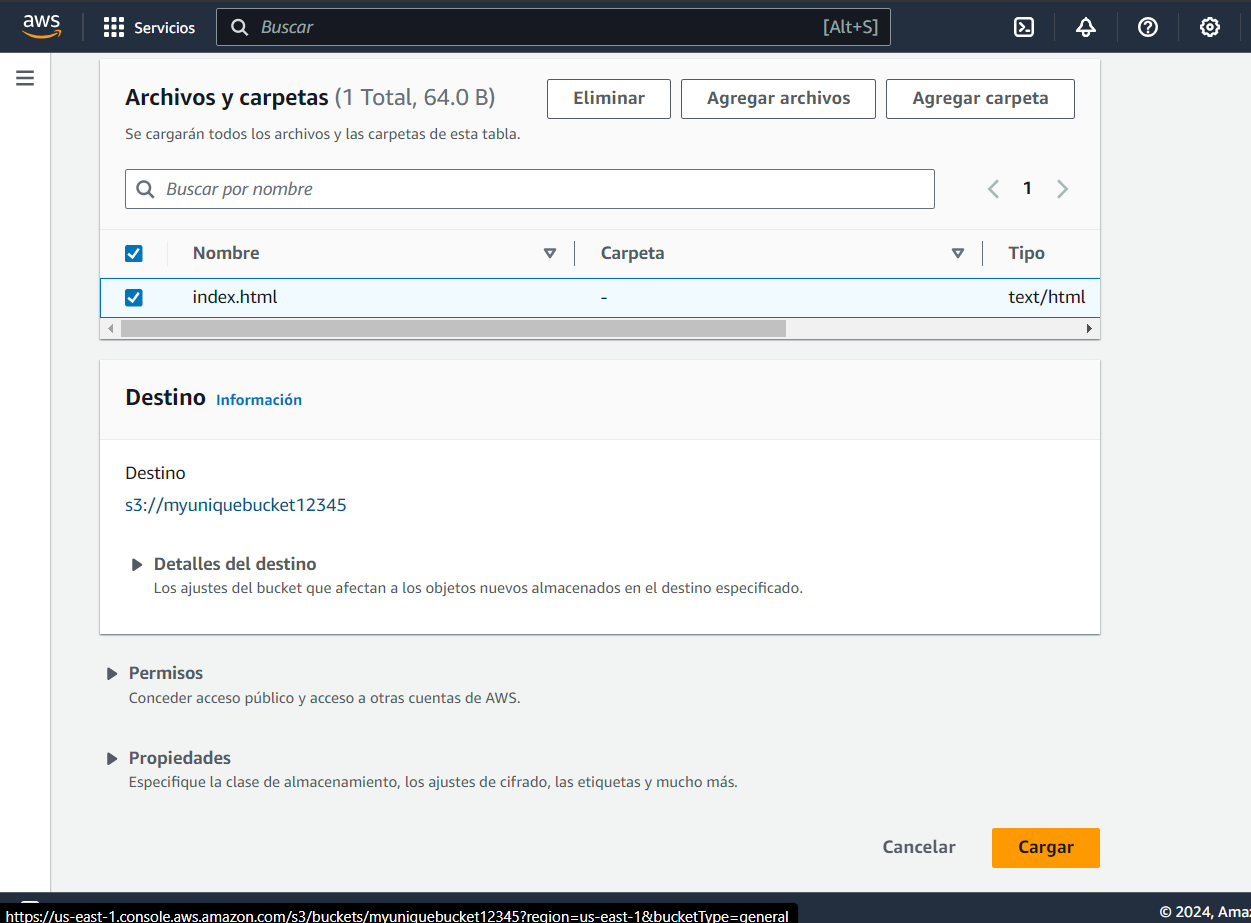 aws
Servicios
Buscar
[Alt+S]
Archivos y carpetas (1 Total, 64.0 B)
Eliminar
Agregar archivos
Agregar carpeta
Se cargarán todos los archivos y las carpetas de esta tabla.
Buscar por nombre
1
Nombre
Carpeta
Tipo
index.html
-
text/html
Destino Información
Destino
s3://myuniquebucket12345
Detalles del destino
Los ajustes del bucket que afectan a los objetos nuevos almacenados en el destino especificado.
Permisos
Conceder acceso público y acceso a otras cuentas de AWS.
Propiedades
Especifique la clase de almacenamiento, los ajustes de cifrado, las etiquetas y mucho más.
Cancelar
Cargar
https://us-east-1.console.aws.amazon.com/s3/buckets/myuniquebucket12345?region=us-east-1&bucketType=general
© 2024, Ama